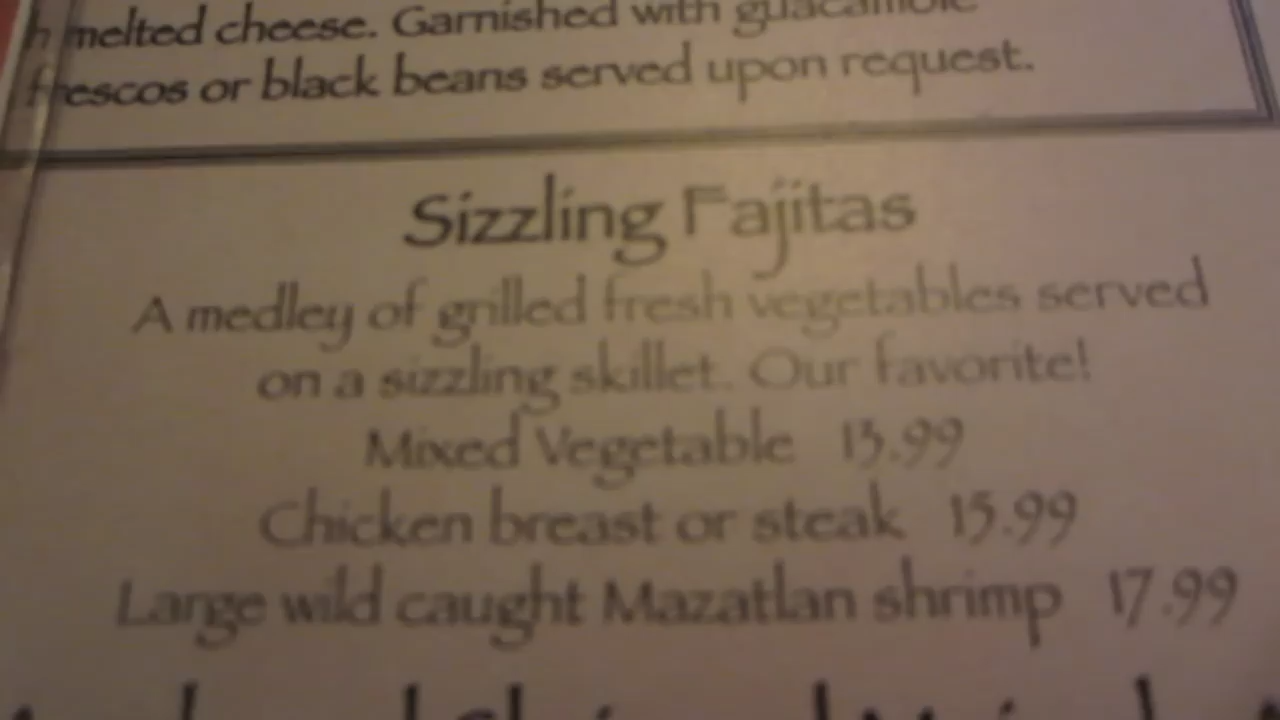 melted cheese. Garnished with guacamole
frescos or black beans served upon request.
Sizzling Fajitas
A medley of grilled fresh vegetables served
on a sizzling skillet. Our favorite!
Mixed Vegetable 13.99
Chicken breast or steak 15.99
Large wild caught Mazatlan shrimp 17.99